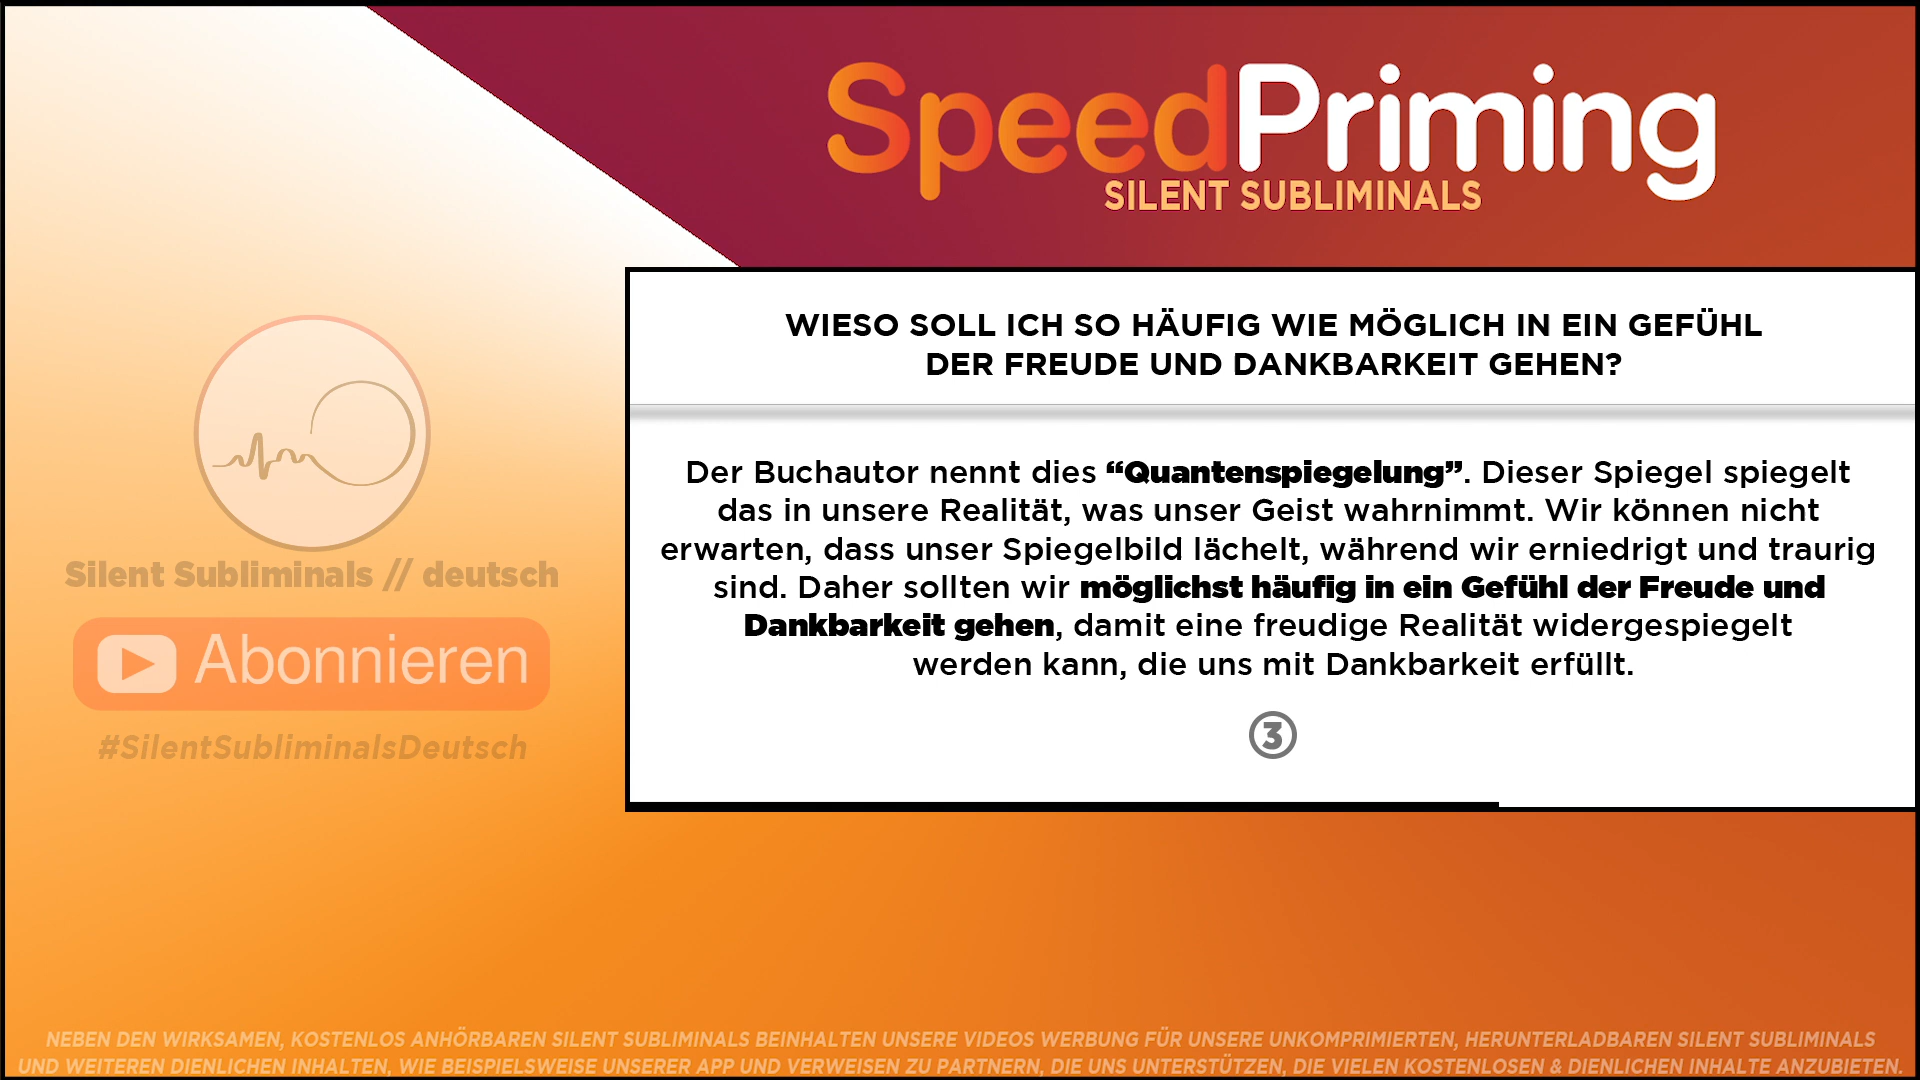 SpeedPriming
SILENT SUBLIMINALS
WIESO SOLL ICH SO HÄUFIG WIE MÖGLICH IN EIN GEFÜHL
DER FREUDE UND DANKBARKEIT GEHEN?
Der Buchautor nennt dies “Quantenspiegelung”. Dieser Spiegel spiegelt
das in unsere Realität, was unser Geist wahrnimmt. Wir können nicht
erwarten, dass unser Spiegelbild lächelt, während wir erniedrigt und traurig
sind. Daher sollten wir möglichst häufig in ein Gefühl der Freude und
Dankbarkeit gehen, damit eine freudige Realität widergespiegelt
werden kann, die uns mit Dankbarkeit erfüllt.
3
Silent Subliminals // deutsch
Abonnieren
#SilentSubliminalsDeutsch
NEBEN DEN WIRKSAMEN, KOSTENLOS ANHÖRBAREN SILENT SUBLIMINALS BEINHALTEN UNSERE VIDEOS WERBUNG FÜR UNSERE UNKOMPRIMIERTEN, HERUNTERLADBAREN SILENT SUBLIMINALS
UND WEITEREN DIENLICHEN INHALTEN, WIE BEISPIELSWEISE UNSERER APP UND VERWEISEN ZU PARTNERN, DIE UNS UNTERSTÜTZEN, DIE VIELEN KOSTENLOSEN & DIENLICHEN INHALTE ANZUBIETEN.